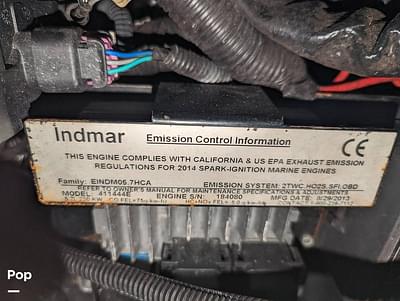 Indmar Emission Control Information CE
THIS ENGINE COMPLIES WITH CALIFORNIA & US EPA EXHAUST EMISSION
REGULATIONS FOR 2014 SPARK-IGNITION MARINE ENGINES
Family: EINDM05.7HCA EMISSION SYSTEM: 2TWC,HO2S,SFI,OBD
REFER TO OWNER'S MANUAL FOR MAINTENANCE SPECIFICATIONS & ADJUSTMENTS
MODEL: 411444E ENGINE S/N: 184080 MFG DATE: 8/29/2013
Pop